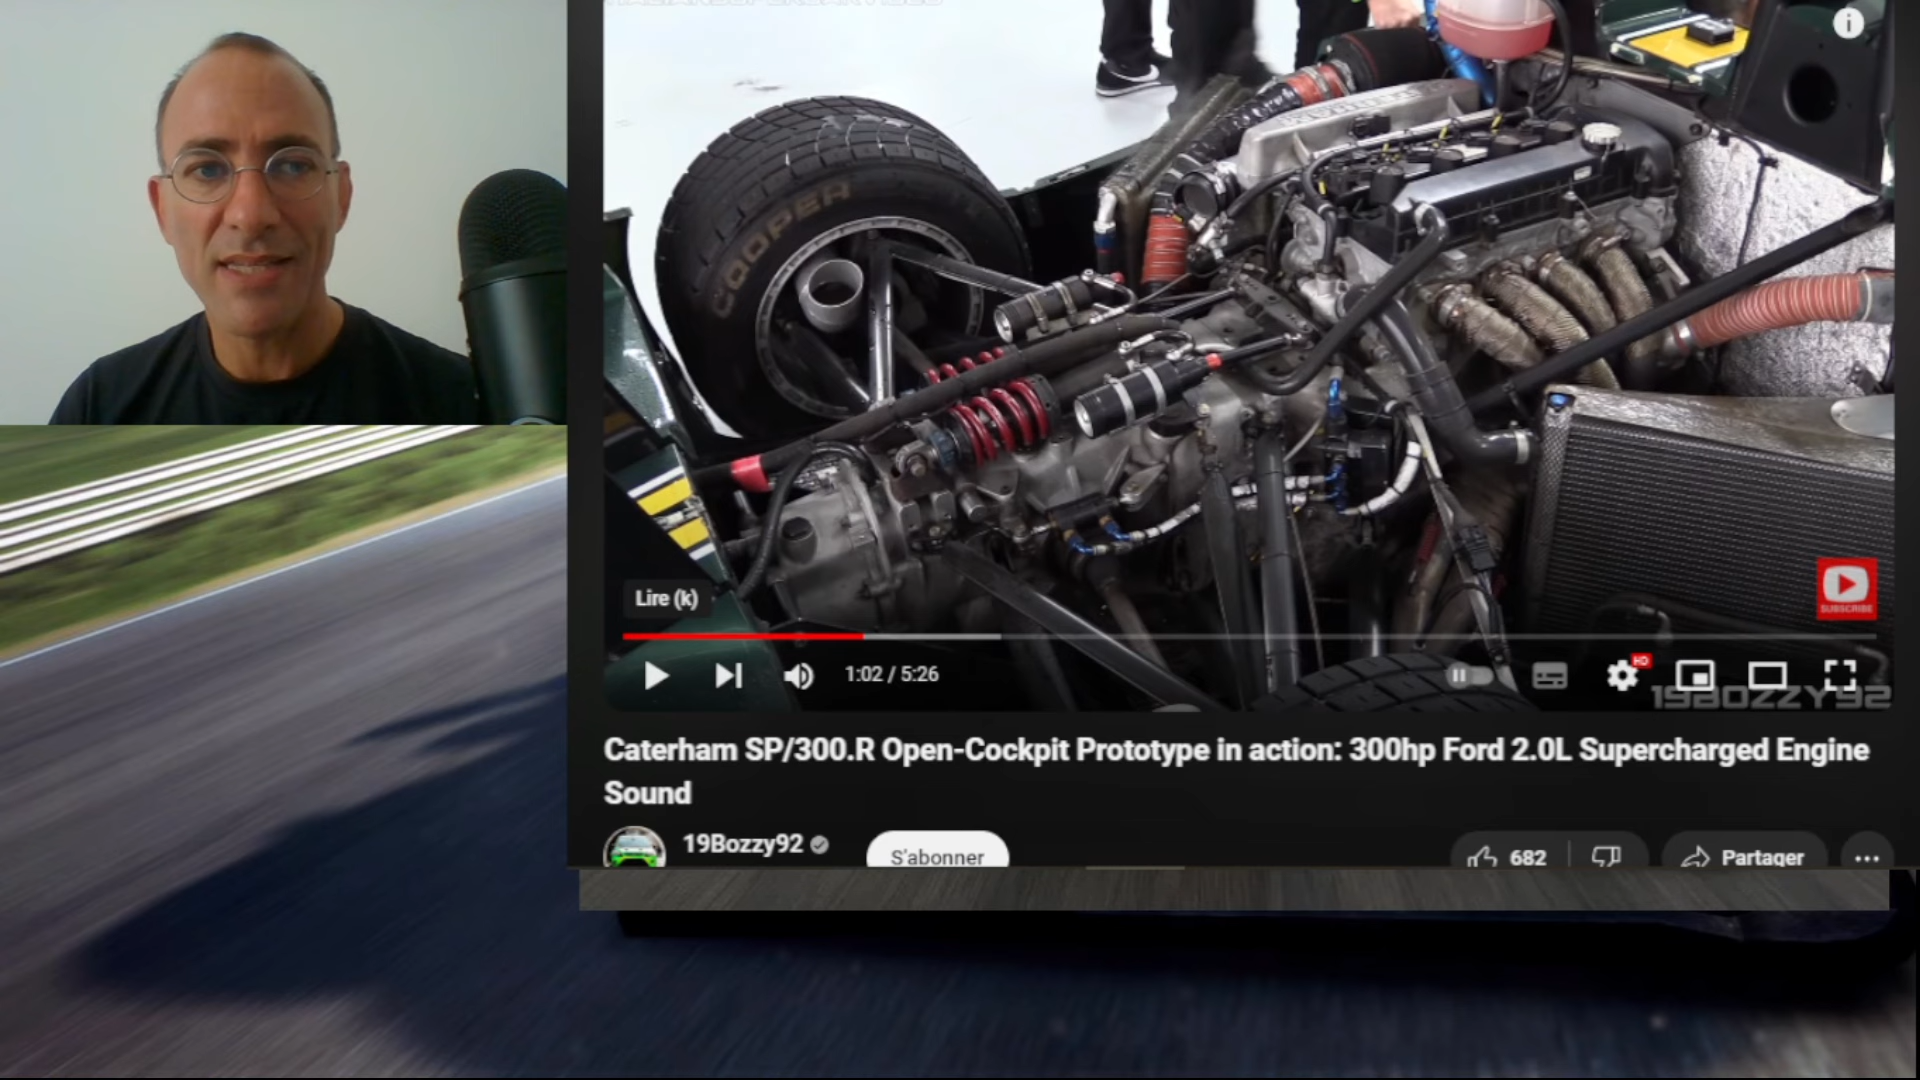 COOPER
Lire (k)
SUBSCRIBE
1:02 / 5:26
HD
19BOZZY92
Caterham SP/300.R Open-Cockpit Prototype in action: 300hp Ford 2.0L Supercharged Engine
Sound
19Bozzy92
S'abonner
682
Partager